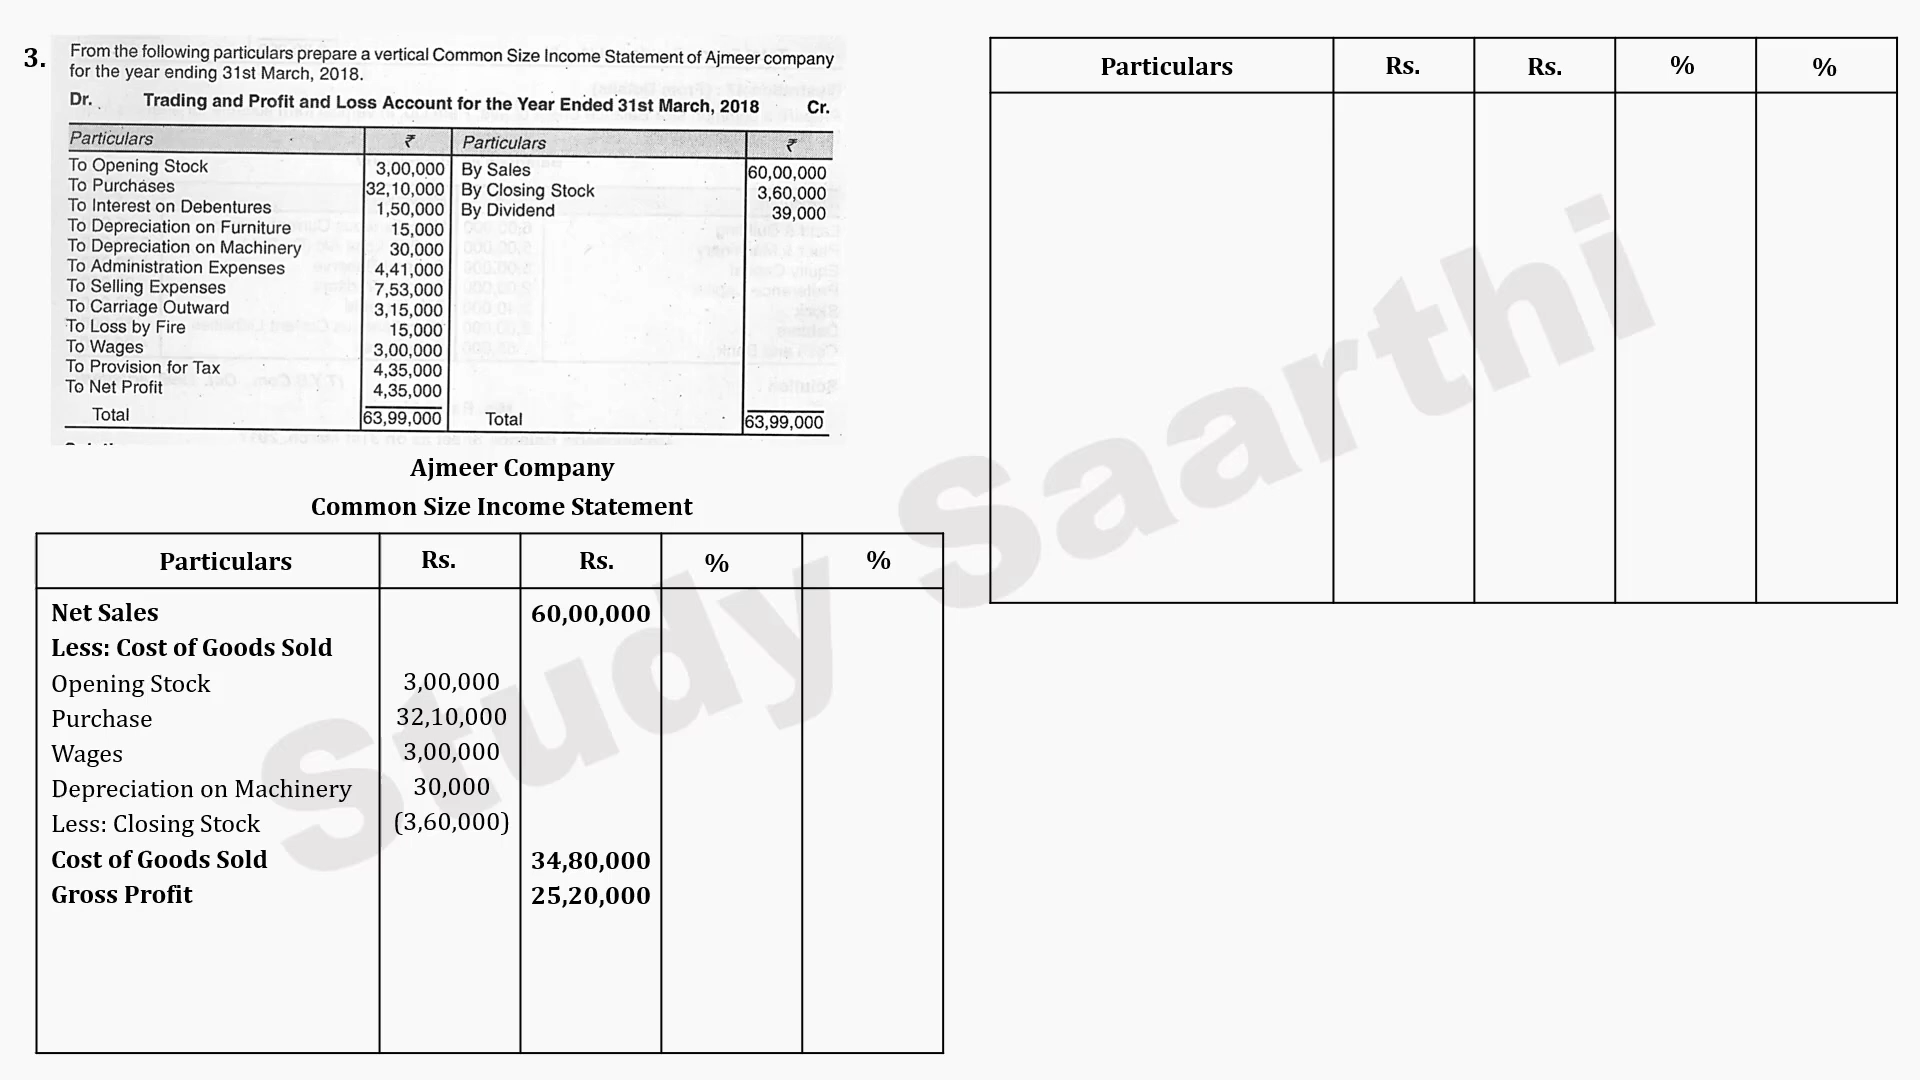 3.
From the following particulars prepare a vertical Common Size Income Statement of Ajmeer company
for the year ending 31st March, 2018.
Dr. Trading and Profit and Loss Account for the Year Ended 31st March, 2018 Cr.
Particulars ₹ Particulars ₹
To Opening Stock 3,00,000 By Sales 60,00,000
To Purchases 32,10,000 By Closing Stock 3,60,000
To Interest on Debentures 1,50,000 By Dividend 39,000
To Depreciation on Furniture 15,000
To Depreciation on Machinery 30,000
To Administration Expenses 4,41,000
To Selling Expenses 7,53,000
To Carriage Outward 3,15,000
To Loss by Fire 15,000
To Wages 3,00,000
To Provision for Tax 4,35,000
To Net Profit 4,35,000
Total 63,99,000 Total 63,99,000
Ajmeer Company
Common Size Income Statement
Particulars Rs. Rs. % %
Net Sales 60,00,000
Less: Cost of Goods Sold
Opening Stock 3,00,000
Purchase 32,10,000
Wages 3,00,000
Depreciation on Machinery 30,000
Less: Closing Stock (3,60,000)
Cost of Goods Sold 34,80,000
Gross Profit 25,20,000
Particulars Rs. Rs. % %
Study Saarthi